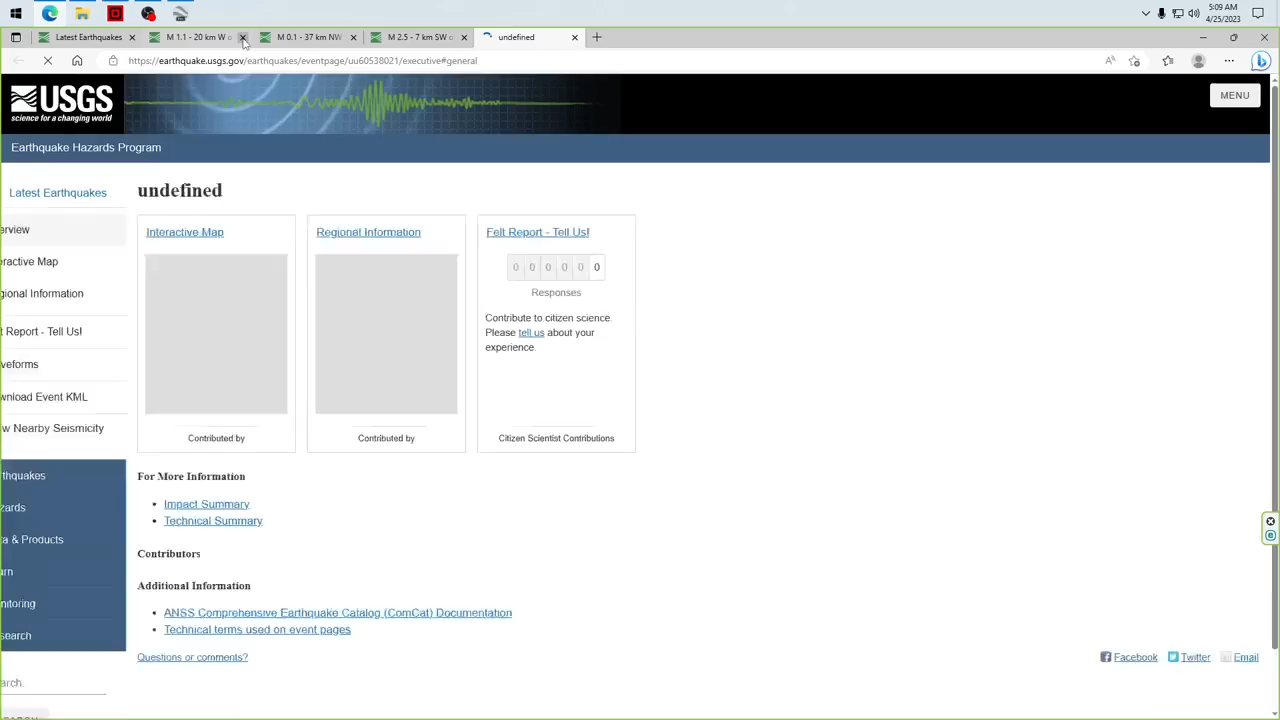 5:09 AM
4/25/2023
Latest Earthquakes
M 1.1 - 20 km W o
M 0.1 - 37 km NW
M 2.5 - 7 km SW o
undefined
https://earthquake.usgs.gov/earthquakes/eventpage/uu60538021/executive#general
USGS
science for a changing world
MENU
Earthquake Hazards Program
Latest Earthquakes
erview
eractive Map
gional Information
t Report - Tell Us!
veforms
wnload Event KML
w Nearby Seismicity
thquakes
zards
ta & Products
rn
nitoring
search
arch.
undefined
Interactive Map
Contributed by
Regional Information
Contributed by
Felt Report - Tell Us!
0 0 0 0 0 0
Responses
Contribute to citizen science.
Please tell us about your
experience.
Citizen Scientist Contributions
For More Information
• Impact Summary
• Technical Summary
Contributors
Additional Information
• ANSS Comprehensive Earthquake Catalog (ComCat) Documentation
• Technical terms used on event pages
Questions or comments?
Facebook Twitter Email